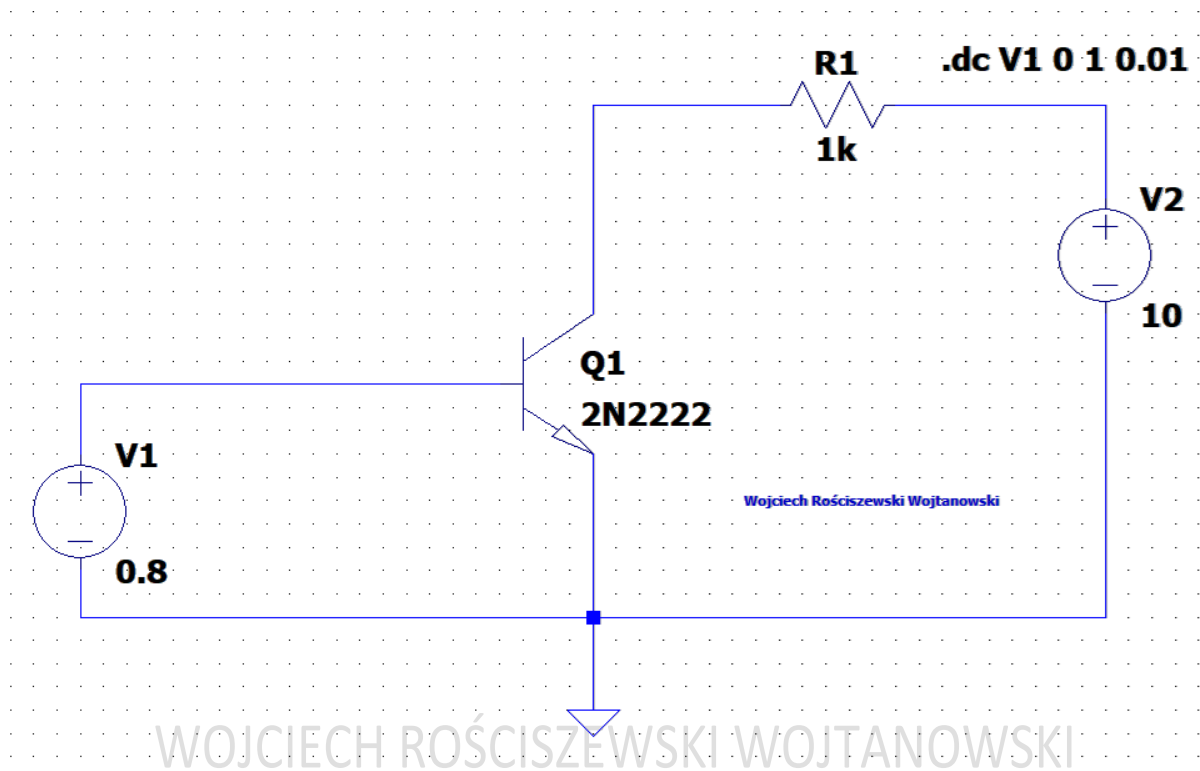 R1
.dc V1 0 1 0.01
1k
V2
10
Q1
2N2222
V1
0.8
Wojciech Rościszewski Wojtanowski
WOJCIECH ROŚCISZEWSKI WOJTANOWSKI